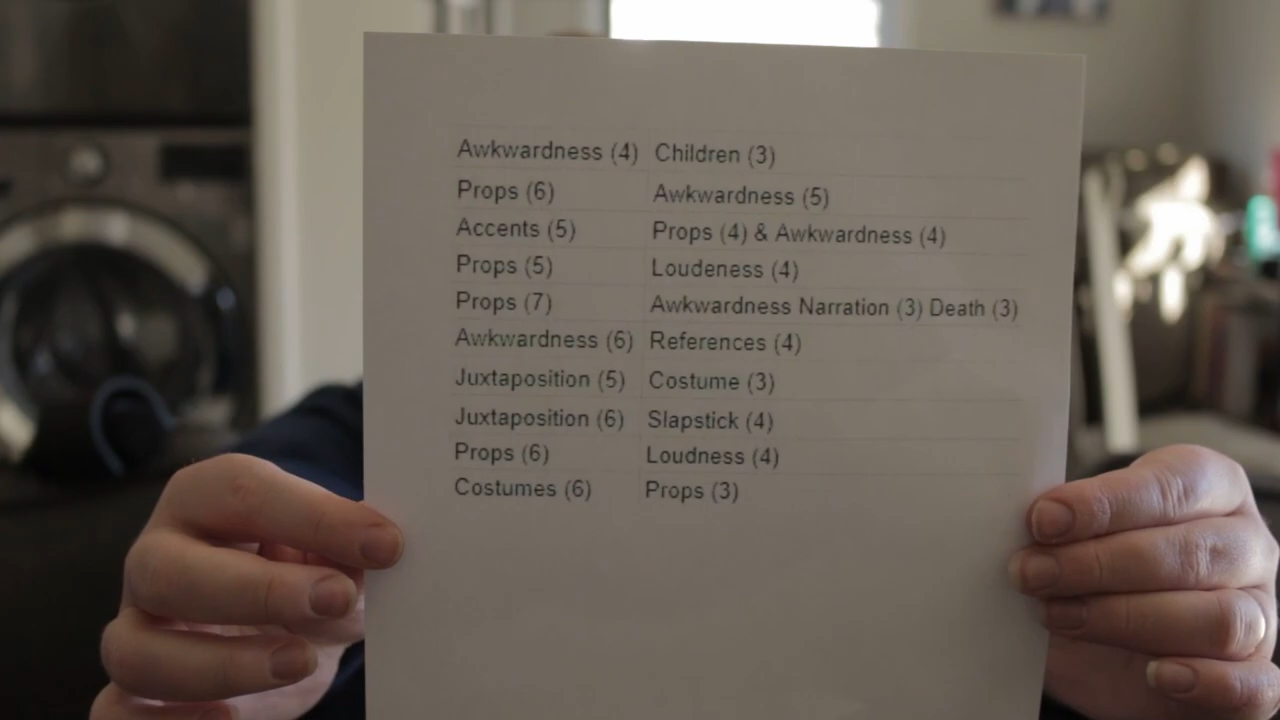 Awkwardness (4) Children (3)
Props (6) Awkwardness (5)
Accents (5) Props (4) & Awkwardness (4)
Props (5) Loudeness (4)
Props (7) Awkwardness Narration (3) Death (3)
Awkwardness (6) References (4)
Juxtaposition (5) Costume (3)
Juxtaposition (6) Slapstick (4)
Props (6) Loudness (4)
Costumes (6) Props (3)